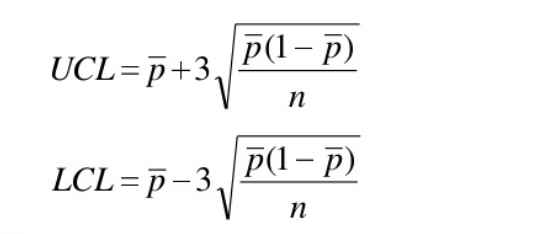 UCL = p̅ + 3√(p̅(1 − p̅)/n)
LCL = p̅ − 3√(p̅(1 − p̅)/n)